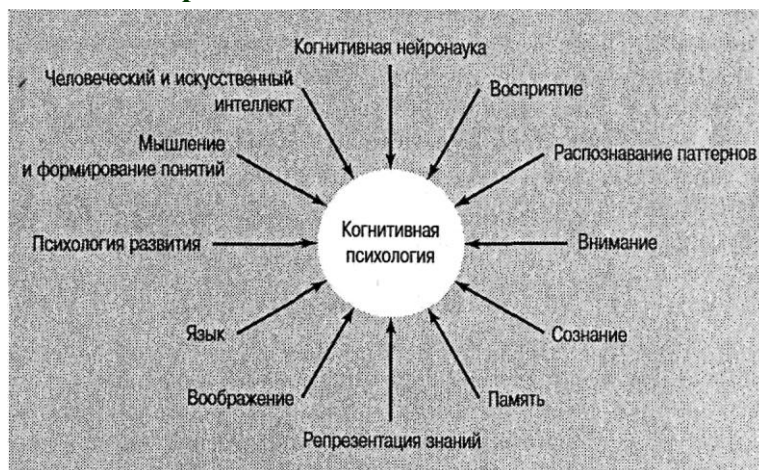 Когнитивная нейронаука
Человеческий и искусственный
интеллект
Восприятие
Мышление
и формирование понятий
Распознавание паттернов
Когнитивная
психология
Психология развития
Внимание
Язык
Сознание
Воображение
Память
Репрезентация знаний